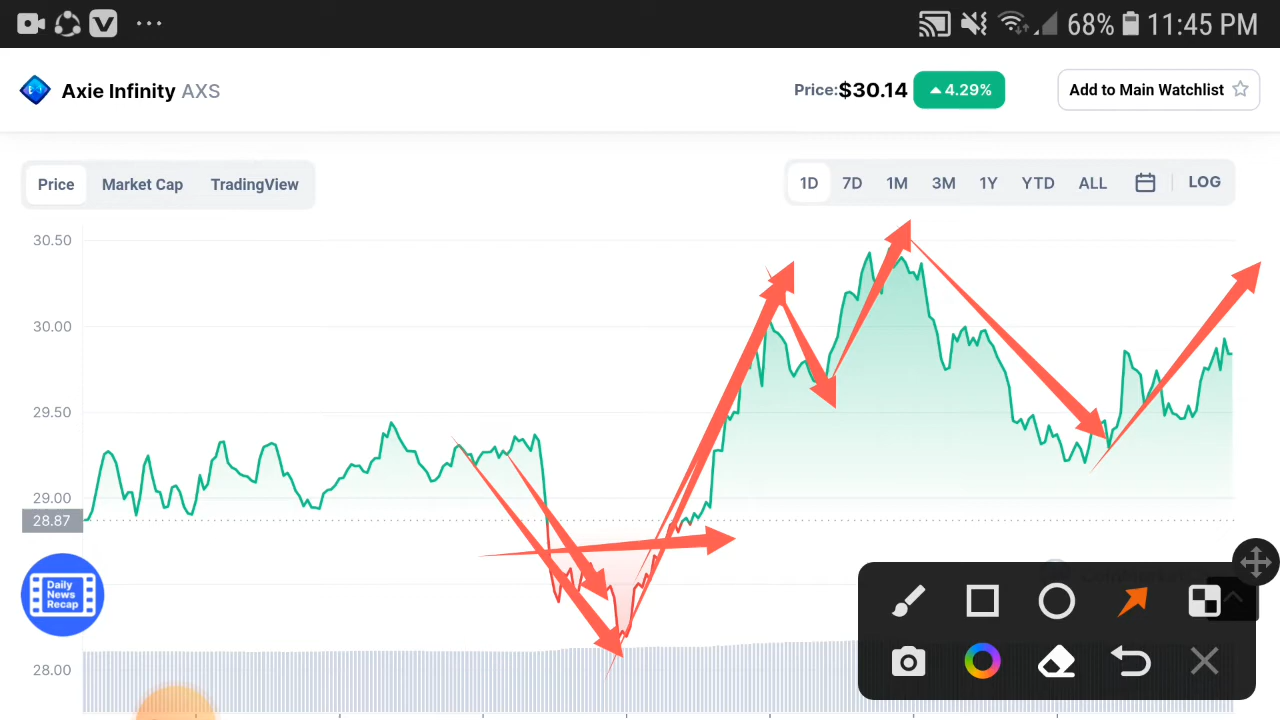 68% 11:45 PM
Axie Infinity AXS
Price:$30.14 4.29%
Add to Main Watchlist
Price Market Cap TradingView
1D 7D 1M 3M 1Y YTD ALL LOG
30.50
30.00
29.50
29.00
28.87
Daily
News
Recap
28.00